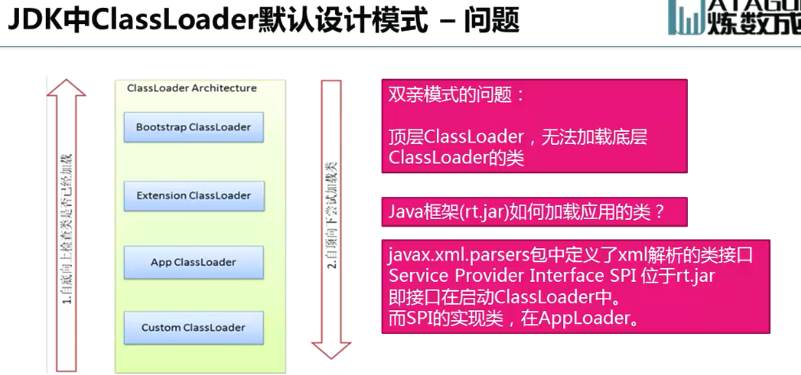 JDK中ClassLoader默认设计模式 – 问题
炼数成
ClassLoader Architecture
Bootstrap ClassLoader
Extension ClassLoader
App ClassLoader
Custom ClassLoader
1.自底向上检查类是否已经加载
2.自顶向下尝试加载类
双亲模式的问题：
顶层ClassLoader，无法加载底层
ClassLoader的类
Java框架(rt.jar)如何加载应用的类？
javax.xml.parsers包中定义了xml解析的类接口
Service Provider Interface SPI 位于rt.jar
即接口在启动ClassLoader中。
而SPI的实现类，在AppLoader。